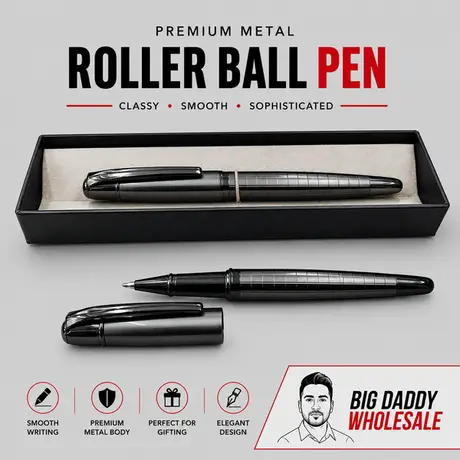 PREMIUM METAL
ROLLER BALL PEN
CLASSY • SMOOTH • SOPHISTICATED
SMOOTH
WRITING
PREMIUM
METAL BODY
PERFECT FOR
GIFTING
ELEGANT
DESIGN
BIG DADDY
WHOLESALE